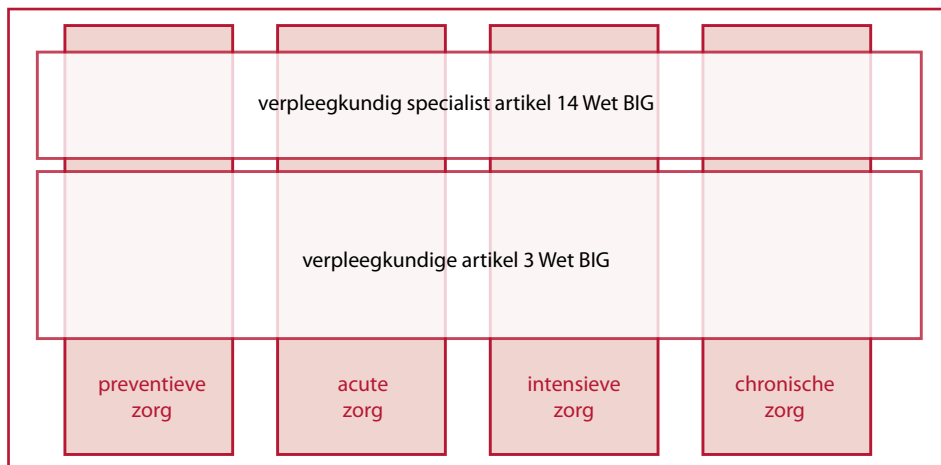 verpleegkundig specialist artikel 14 Wet BIG
verpleegkundige artikel 3 Wet BIG
preventieve
zorg
acute
zorg
intensieve
zorg
chronische
zorg